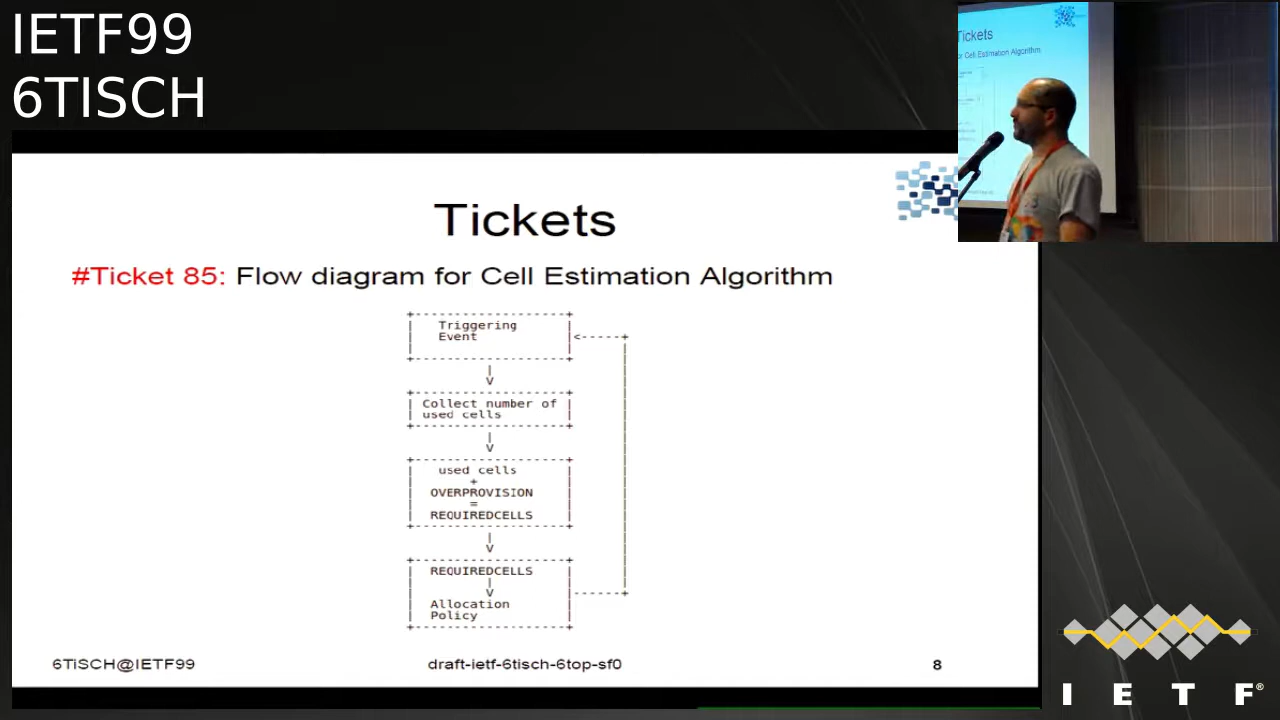 IETF99
6TISCH
Tickets
for Cell Estimation Algorithm
Tickets
#Ticket 85: Flow diagram for Cell Estimation Algorithm
Triggering
Event
Collect number of
used cells
used cells
+
OVERPROVISION
=
REQUIREDCELLS
REQUIREDCELLS
Allocation
Policy
6TiSCH@IETF99
draft-ietf-6tisch-6top-sf0
8
I E T F®